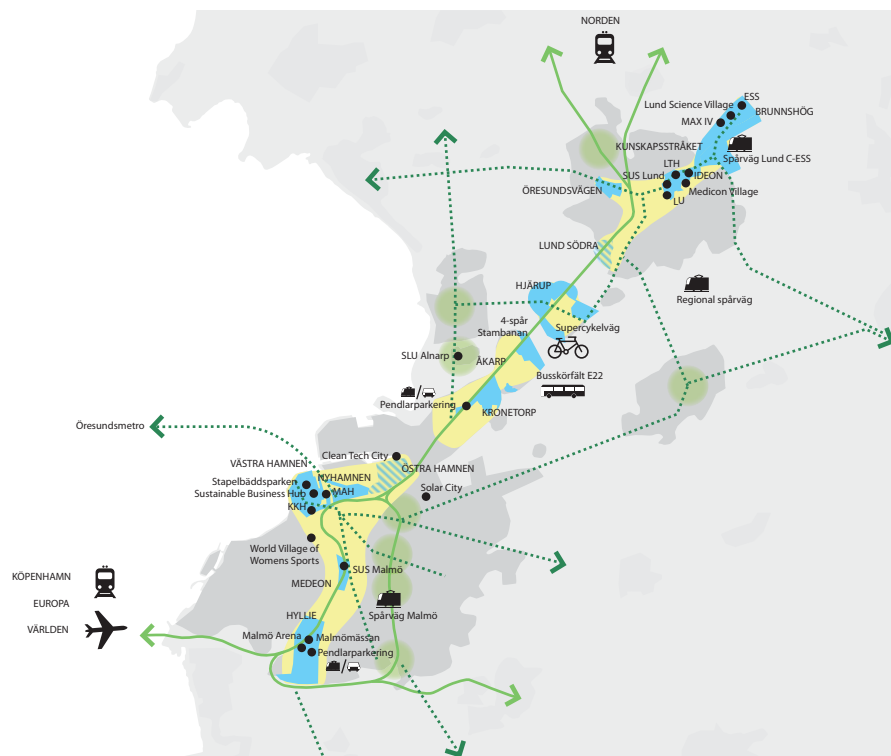 NORDEN
ESS
Lund Science Village
BRUNNSHÖG
MAX IV
KUNSKAPSSTRÅKET
Spårväg Lund C-ESS
LTH
SUS Lund
IDEON
ÖRESUNDSVÄGEN
Medicon Village
LU
LUND SÖDRA
HJÄRUP
Regional spårväg
4-spår
Stambanan
Supercykelväg
SLU Alnarp
ÅKARP
Busskörfält E22
/
Pendlarparkering
KRONETORP
Öresundsmetro
Clean Tech City
VÄSTRA HAMNEN
ÖSTRA HAMNEN
NYHAMNEN
Stapelbäddsparken
Solar City
Sustainable Business Hub
MAH
KKH
World Village of
Womens Sports
SUS Malmö
KÖPENHAMN
MEDEON
EUROPA
HYLLIE
Spårväg Malmö
VÄRLDEN
Malmö Arena
Malmömässan
Pendlarparkering
/